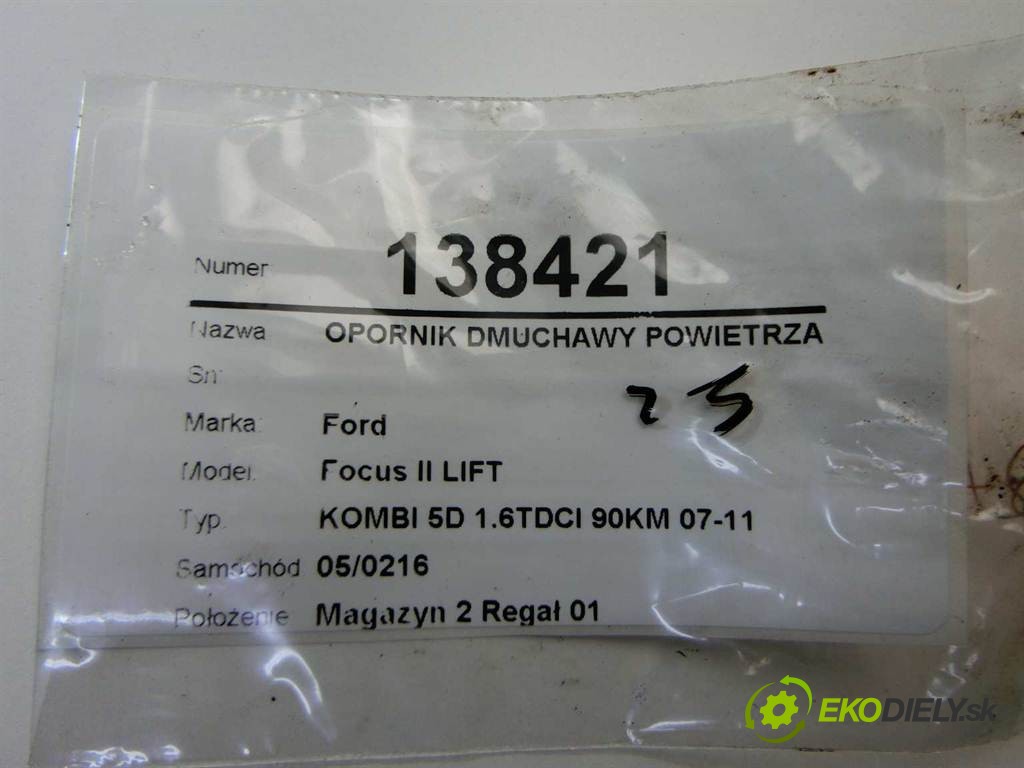 Numer 138421
Nazwa OPORNIK DMUCHAWY POWIETRZA
Sn:
Marka: Ford
Model: Focus II LIFT
Typ. KOMBI 5D 1.6TDCI 90KM 07-11
Samochód 05/0216
Położenie Magazyn 2 Regał 01
EKODIELY.sk